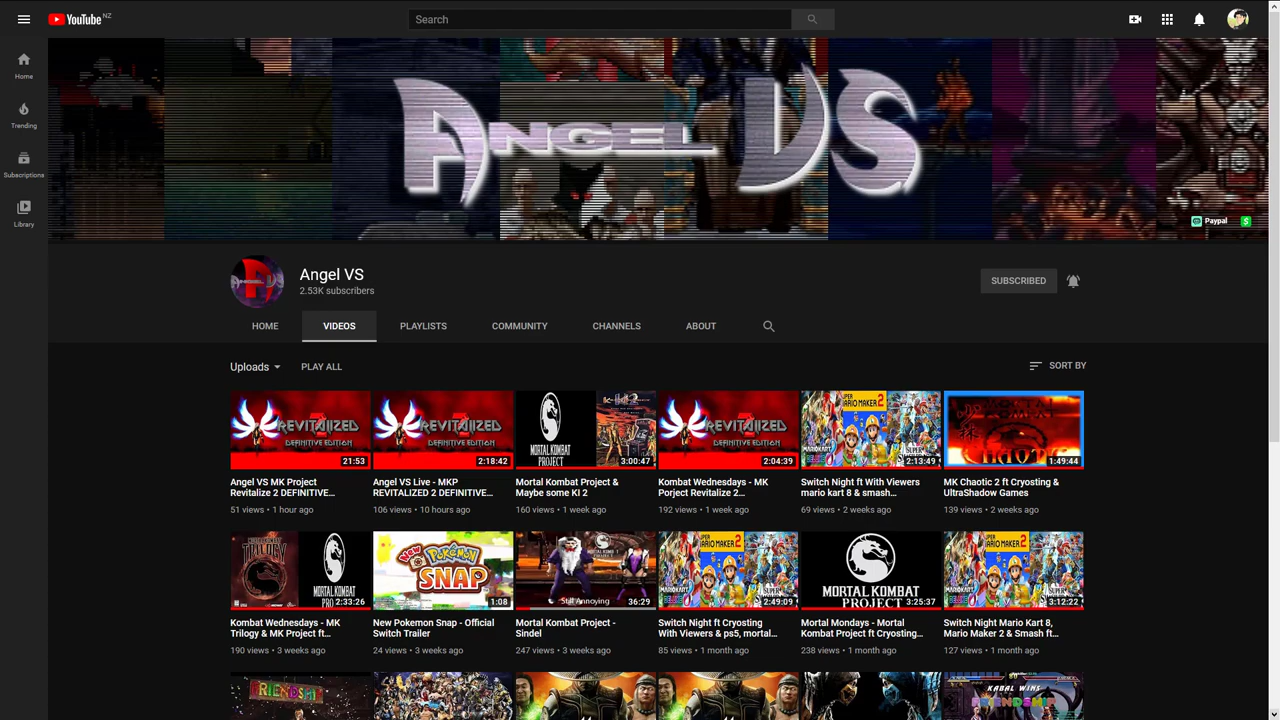 YouTube NZ
Search
Home
Trending
Subscriptions
Library
ANGEL VS
Paypal
Angel VS
2.53K subscribers
SUBSCRIBED
HOME VIDEOS PLAYLISTS COMMUNITY CHANNELS ABOUT
Uploads PLAY ALL
SORT BY
REVITALIZED 2
DEFINITIVE EDITION
21:53
Angel VS MK Project
Revitalize 2 DEFINITIVE...
51 views • 1 hour ago
REVITALIZED 2
DEFINITIVE EDITION
2:18:42
Angel VS Live - MKP
REVITALIZED 2 DEFINITIVE...
106 views • 10 hours ago
MORTAL KOMBAT
PROJECT
3:00:47
Mortal Kombat Project &
Maybe some KI 2
160 views • 1 week ago
REVITALIZED 2
DEFINITIVE EDITION
2:04:39
Kombat Wednesdays - MK
Porject Revitalize 2...
192 views • 1 week ago
SUPER
MARIO MAKER 2
2:13:49
Switch Night ft With Viewers
mario kart 8 & smash...
69 views • 2 weeks ago
CHAOTIC
1:49:44
MK Chaotic 2 ft Cryosting &
UltraShadow Games
139 views • 2 weeks ago
TRILOGY
MORTAL KOMBAT
PRO
2:33:26
Kombat Wednesdays - MK
Trilogy & MK Project ft...
190 views • 3 weeks ago
New Pokémon
SNAP
1:08
New Pokemon Snap - Official
Switch Trailer
24 views • 3 weeks ago
Still Annoying
36:29
Mortal Kombat Project -
Sindel
247 views • 3 weeks ago
SUPER
MARIO MAKER 2
2:49:09
Switch Night ft Cryosting
With Viewers & ps5, mortal...
85 views • 1 month ago
MORTAL KOMBAT
PROJECT
3:25:37
Mortal Mondays - Mortal
Kombat Project ft Cryosting...
238 views • 1 month ago
SUPER
MARIO MAKER 2
3:12:22
Switch Night Mario Kart 8,
Mario Maker 2 & Smash ft...
127 views • 1 month ago
FRIENDSHIP
KABAL WINS
FRIENDSHIP